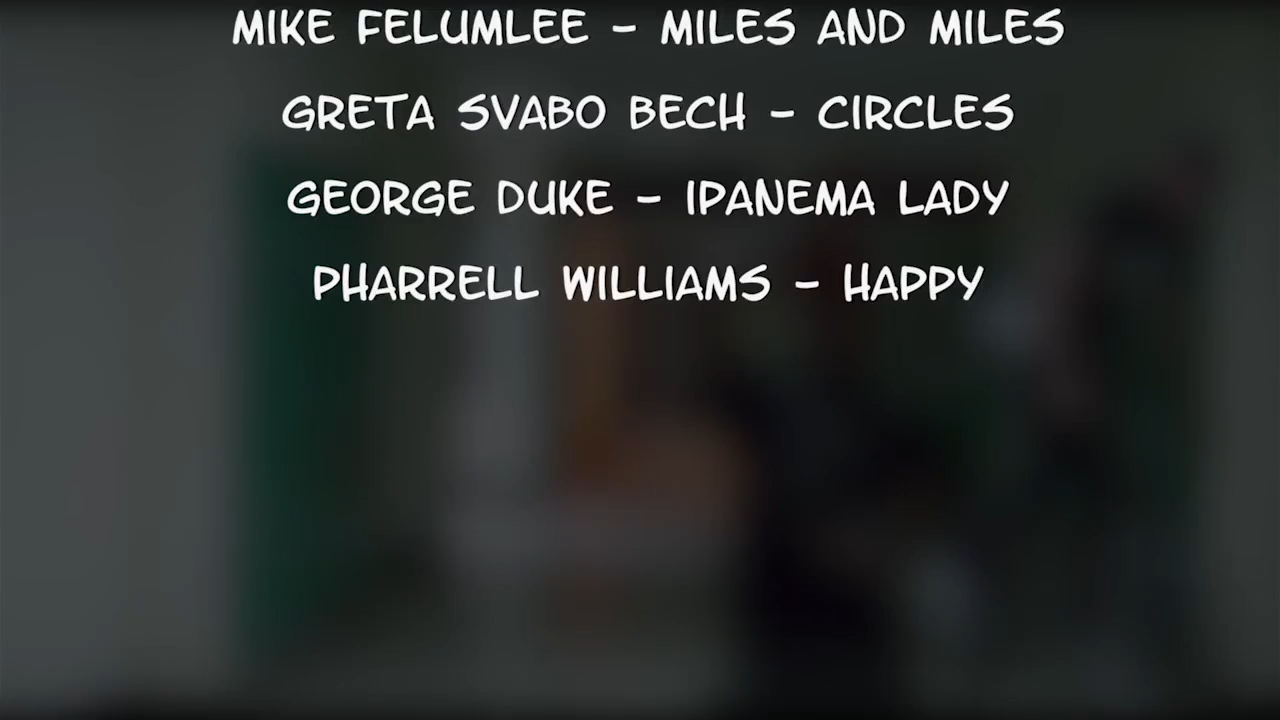 MIKE FELUMLEE - MILES AND MILES
GRETA SVABO BECH - CIRCLES
GEORGE DUKE - IPANEMA LADY
PHARRELL WILLIAMS - HAPPY